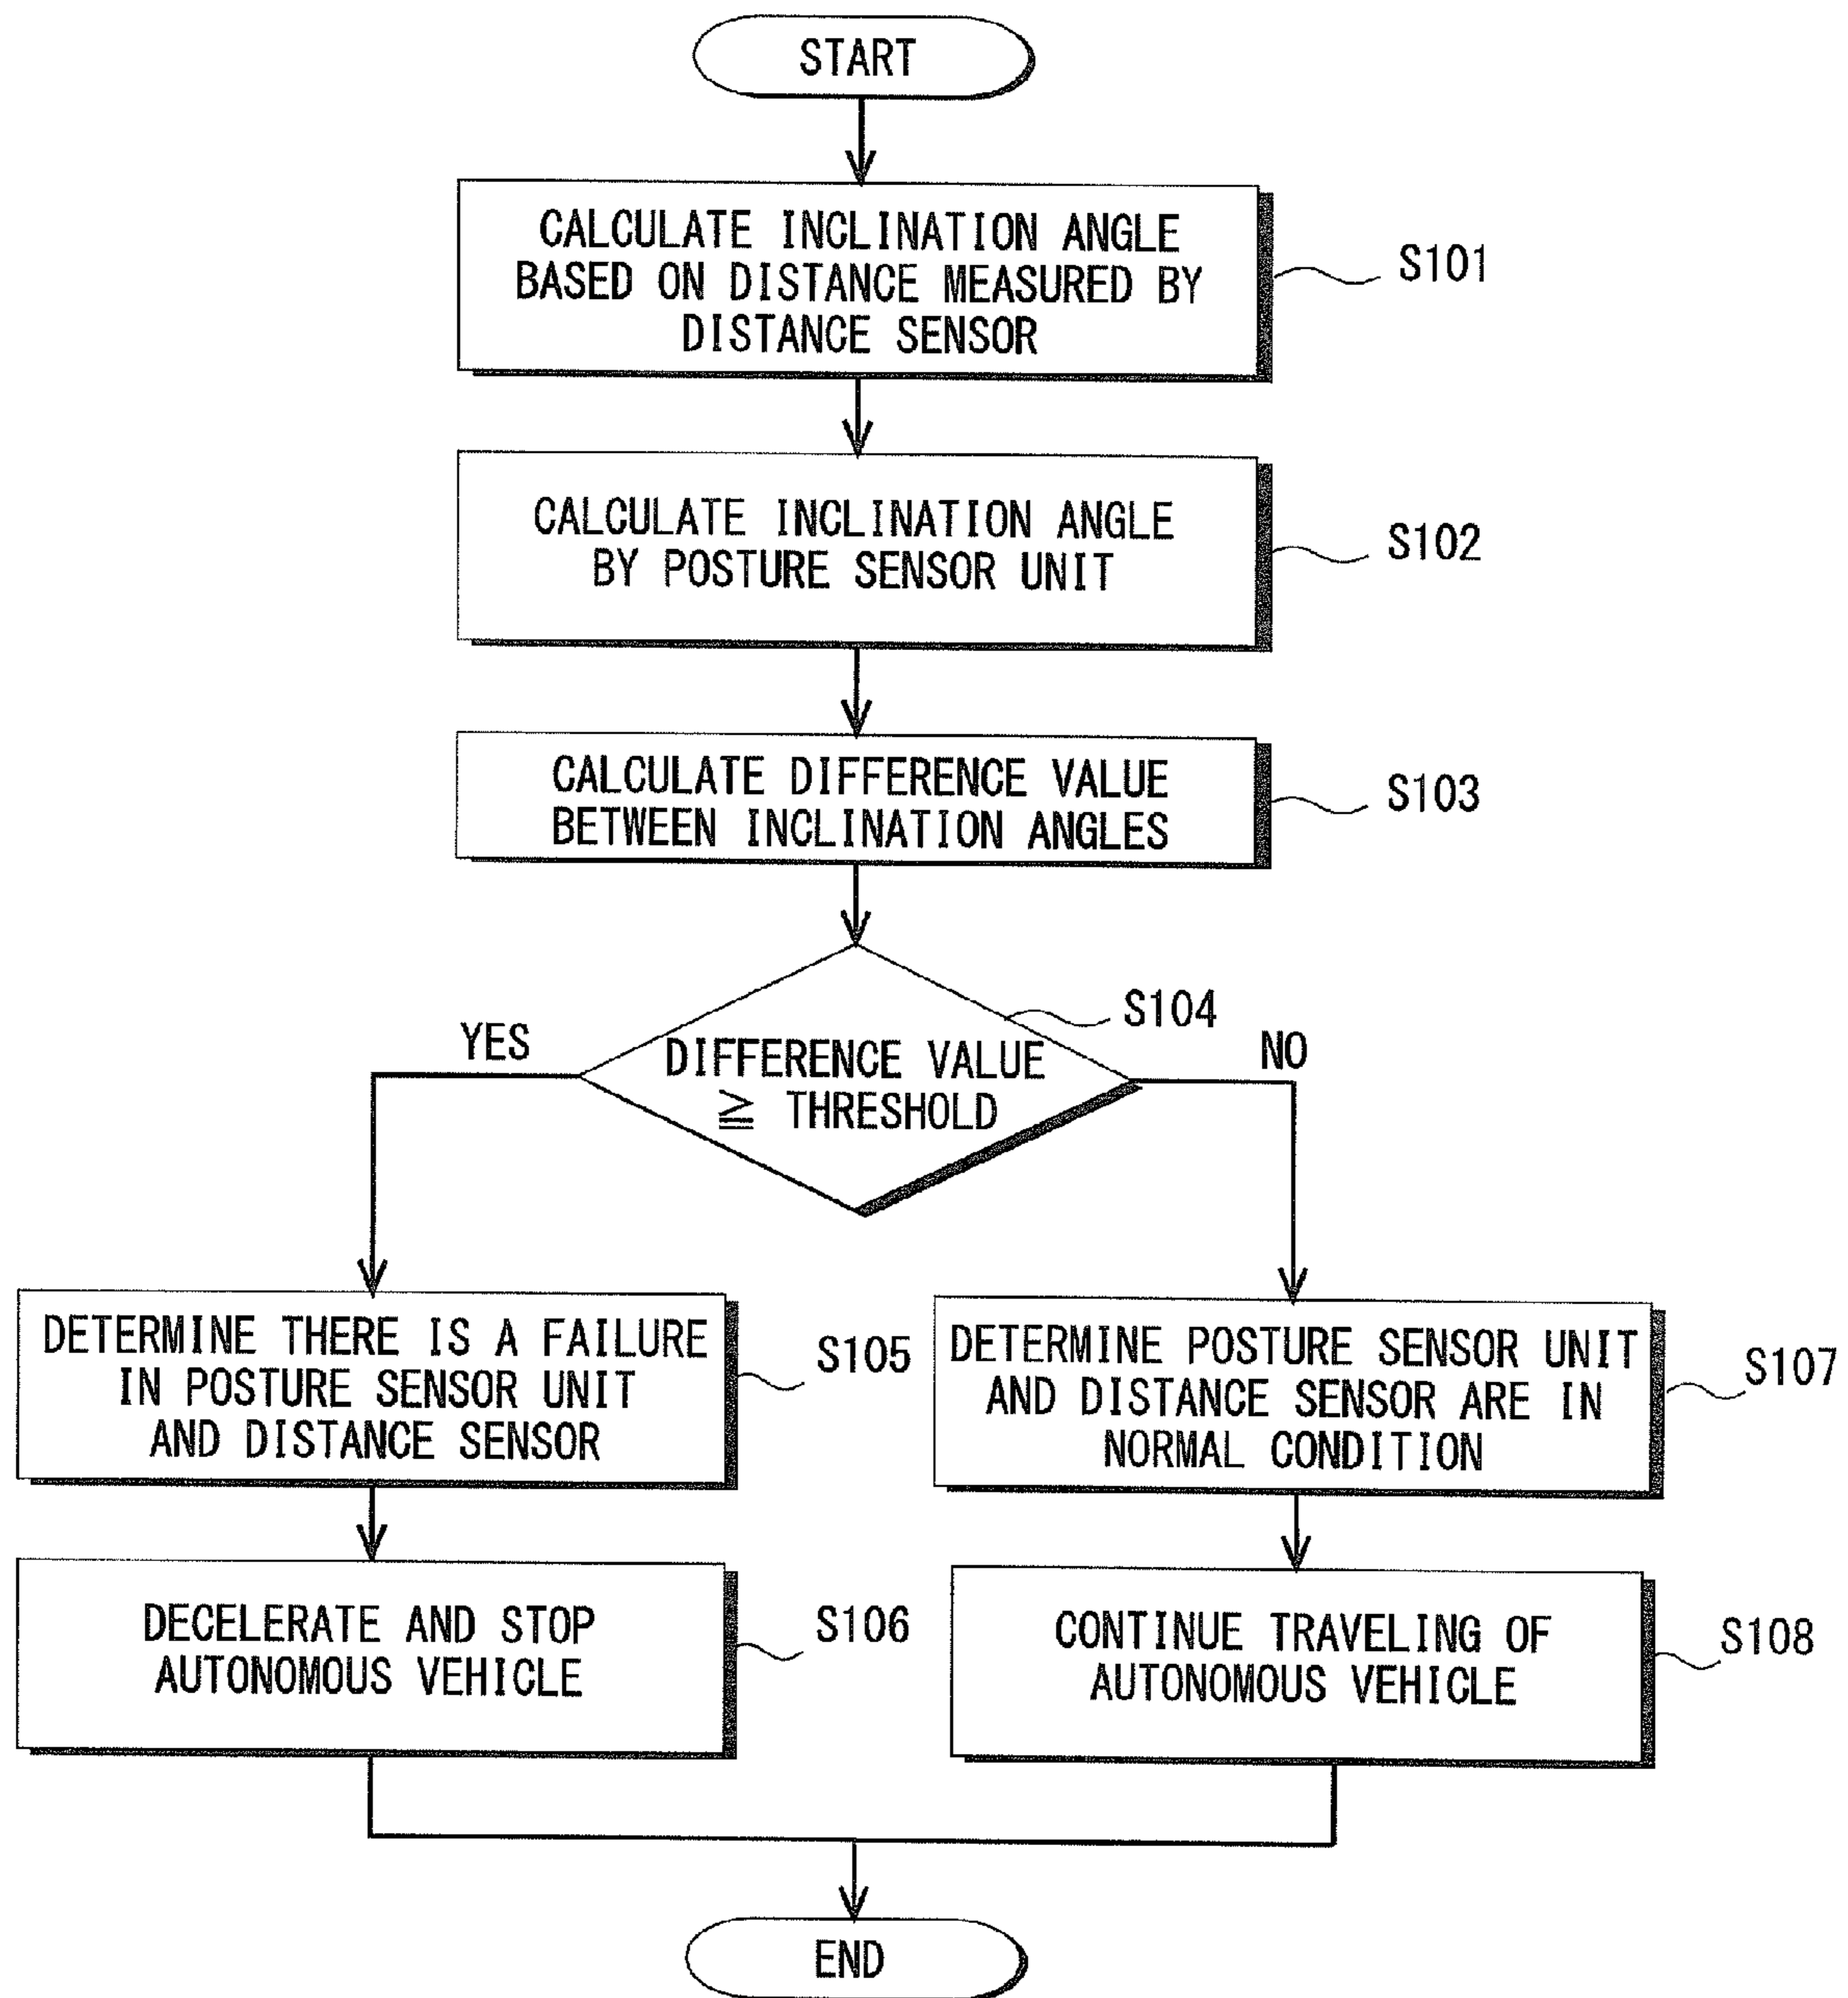 START
CALCULATE INCLINATION ANGLE
BASED ON DISTANCE MEASURED BY
DISTANCE SENSOR
S101
CALCULATE INCLINATION ANGLE
BY POSTURE SENSOR UNIT
S102
CALCULATE DIFFERENCE VALUE
BETWEEN INCLINATION ANGLES
S103
S104
YES
DIFFERENCE VALUE
≧ THRESHOLD
NO
DETERMINE THERE IS A FAILURE
IN POSTURE SENSOR UNIT
AND DISTANCE SENSOR
S105
DETERMINE POSTURE SENSOR UNIT
AND DISTANCE SENSOR ARE IN
NORMAL CONDITION
S107
DECELERATE AND STOP
AUTONOMOUS VEHICLE
S106
CONTINUE TRAVELING OF
AUTONOMOUS VEHICLE
S108
END